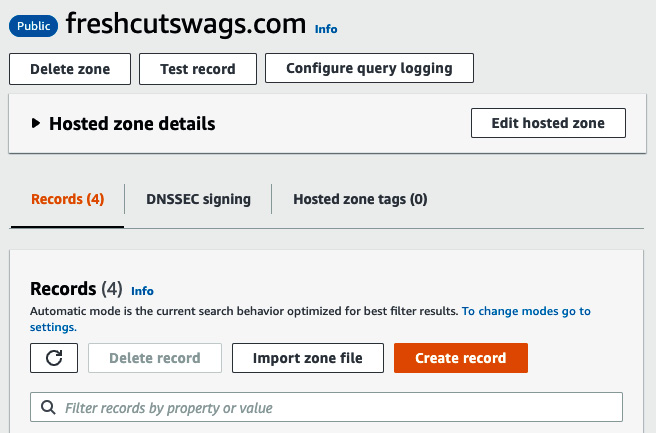 Public freshcutswags.com Info
Delete zone Test record Configure query logging
Hosted zone details Edit hosted zone
Records (4) DNSSEC signing Hosted zone tags (0)
Records (4) Info
Automatic mode is the current search behavior optimized for best filter results. To change modes go to
settings.
Delete record Import zone file Create record
Filter records by property or value